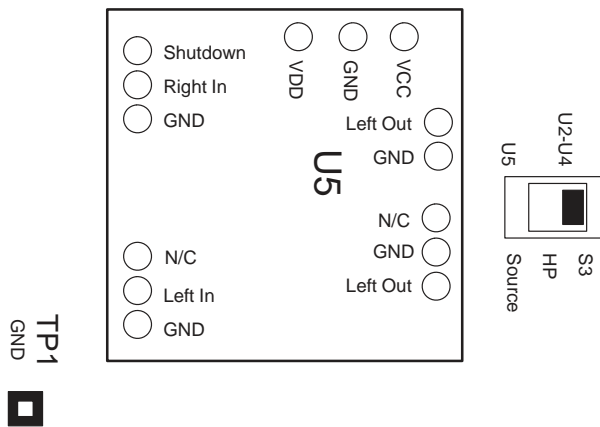 Shutdown
Right In
GND
VDD
GND
VCC
Left Out
GND
U5
N/C
GND
Left Out
N/C
Left In
GND
U5
U2-U4
Source
HP
S3
TP1
GND